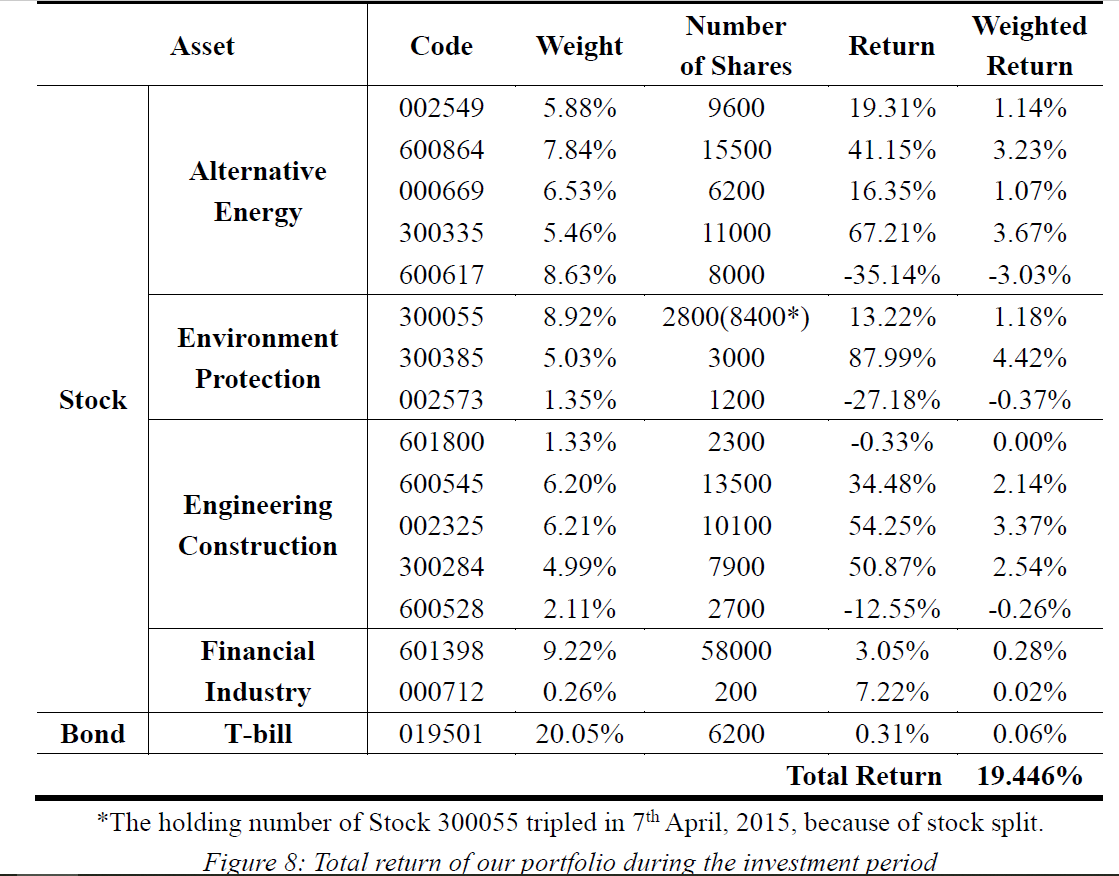 Asset Code Weight Number of Shares Return Weighted Return
Stock
Alternative Energy
002549 5.88% 9600 19.31% 1.14%
600864 7.84% 15500 41.15% 3.23%
000669 6.53% 6200 16.35% 1.07%
300335 5.46% 11000 67.21% 3.67%
600617 8.63% 8000 -35.14% -3.03%
Environment Protection
300055 8.92% 2800(8400*) 13.22% 1.18%
300385 5.03% 3000 87.99% 4.42%
002573 1.35% 1200 -27.18% -0.37%
Engineering Construction
601800 1.33% 2300 -0.33% 0.00%
600545 6.20% 13500 34.48% 2.14%
002325 6.21% 10100 54.25% 3.37%
300284 4.99% 7900 50.87% 2.54%
600528 2.11% 2700 -12.55% -0.26%
Financial Industry
601398 9.22% 58000 3.05% 0.28%
000712 0.26% 200 7.22% 0.02%
Bond T-bill 019501 20.05% 6200 0.31% 0.06%
Total Return 19.446%
*The holding number of Stock 300055 tripled in 7th April, 2015, because of stock split.
Figure 8: Total return of our portfolio during the investment period